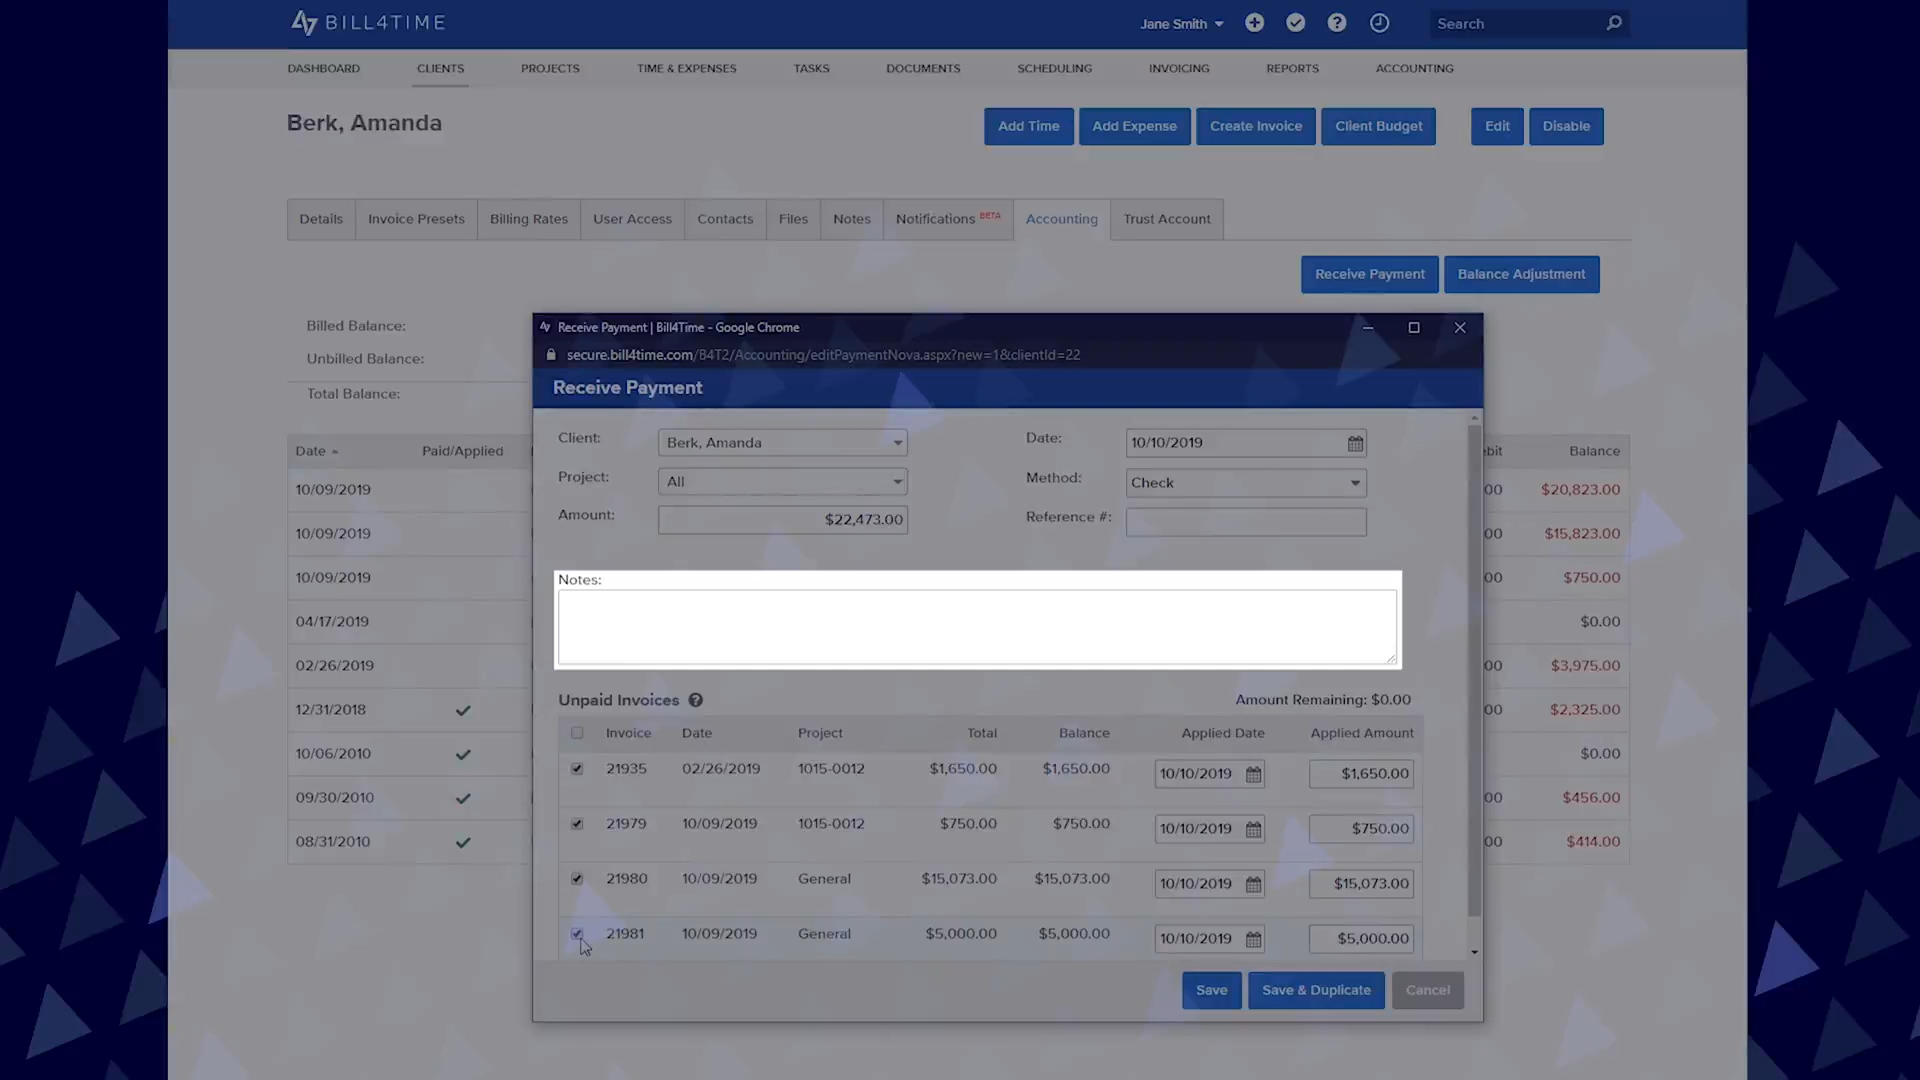 BILL4TIME
Jane Smith
Search
DASHBOARD CLIENTS PROJECTS TIME & EXPENSES TASKS DOCUMENTS SCHEDULING INVOICING REPORTS ACCOUNTING
Berk, Amanda
Add Time Add Expense Create Invoice Client Budget Edit Disable
Details Invoice Presets Billing Rates User Access Contacts Files Notes Notifications BETA Accounting Trust Account
Receive Payment Balance Adjustment
Billed Balance:
Unbilled Balance:
Total Balance:
Date Paid/Applied
10/09/2019
10/09/2019
10/09/2019
04/17/2019
02/26/2019
12/31/2018
10/06/2010
09/30/2010
08/31/2010
Receive Payment | Bill4Time - Google Chrome
secure.bill4time.com/B4T2/Accounting/editPaymentNova.aspx?new=1&clientId=22
Receive Payment
Client: Berk, Amanda Date: 10/10/2019
Project: All Method: Check
Amount: $22,473.00 Reference #:
Notes:
Unpaid Invoices Amount Remaining: $0.00
Invoice Date Project Total Balance Applied Date Applied Amount
21935 02/26/2019 1015-0012 $1,650.00 $1,650.00 10/10/2019 $1,650.00
21979 10/09/2019 1015-0012 $750.00 $750.00 10/10/2019 $750.00
21980 10/09/2019 General $15,073.00 $15,073.00 10/10/2019 $15,073.00
21981 10/09/2019 General $5,000.00 $5,000.00 10/10/2019 $5,000.00
Save Save & Duplicate Cancel
bit Balance
00 $20,823.00
00 $15,823.00
00 $750.00
$0.00
00 $3,975.00
00 $2,325.00
$0.00
00 $456.00
00 $414.00